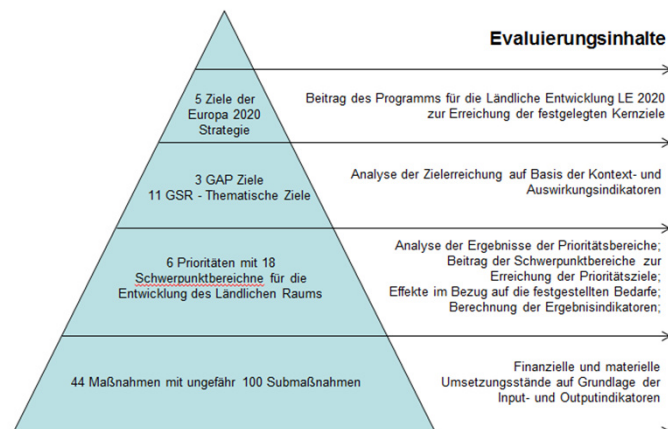 Evaluierungsinhalte
5 Ziele der
Europa 2020
Strategie
Beitrag des Programms für die Ländliche Entwicklung LE 2020
zur Erreichung der festgelegten Kernziele
3 GAP Ziele
11 GSR - Thematische Ziele
Analyse der Zielerreichung auf Basis der Kontext- und
Auswirkungsindikatoren
6 Prioritäten mit 18
Schwerpunktbereichne für die
Entwicklung des Ländlichen Raums
Analyse der Ergebnisse der Prioritätsbereiche;
Beitrag der Schwerpunktbereiche zur
Erreichung der Prioritätsziele;
Effekte im Bezug auf die festgestellten Bedarfe;
Berechnung der Ergebnisindikatoren;
44 Maßnahmen mit ungefähr 100 Submaßnahmen
Finanzielle und materielle
Umsetzungsstände auf Grundlage der
Input- und Outputindikatoren